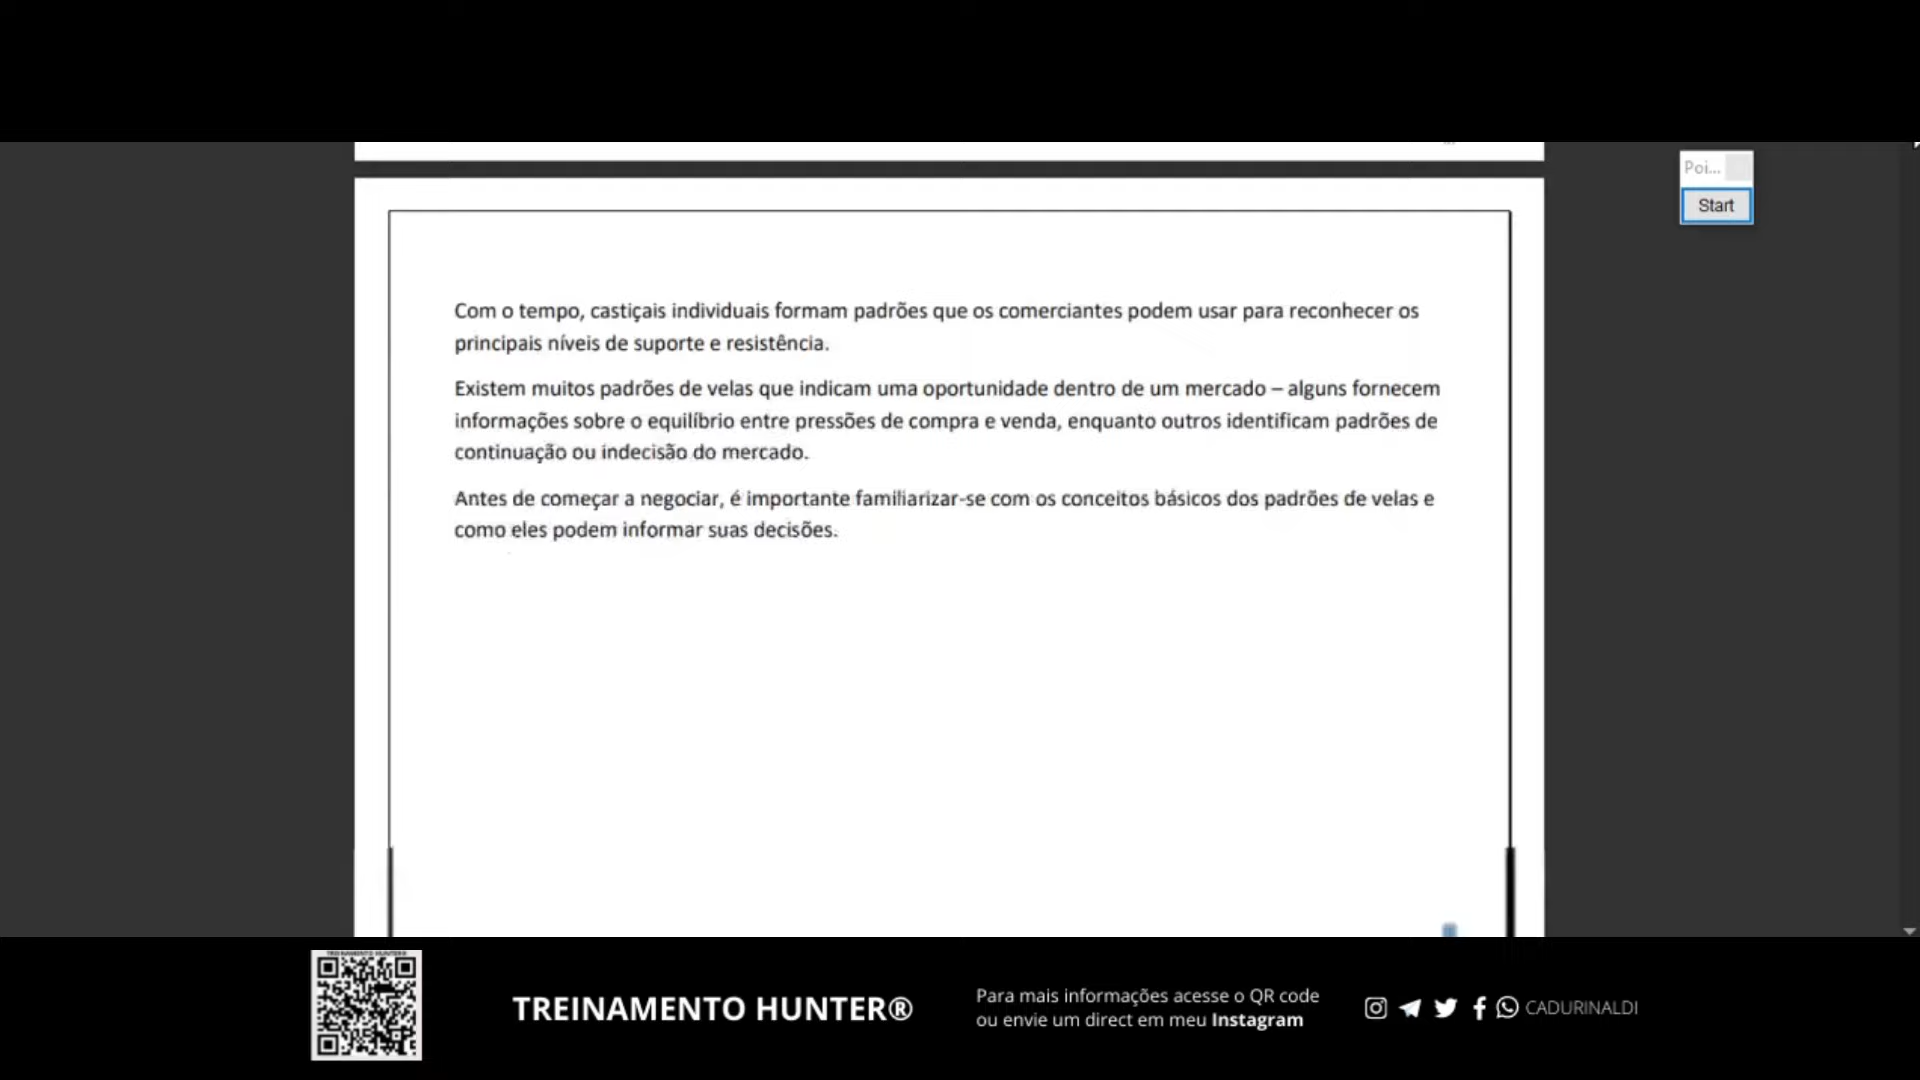 Poi...
Start
Com o tempo, castiçais individuais formam padrões que os comerciantes podem usar para reconhecer os
principais níveis de suporte e resistência.
Existem muitos padrões de velas que indicam uma oportunidade dentro de um mercado – alguns fornecem
informações sobre o equilíbrio entre pressões de compra e venda, enquanto outros identificam padrões de
continuação ou indecisão do mercado.
Antes de começar a negociar, é importante familiarizar-se com os conceitos básicos dos padrões de velas e
como eles podem informar suas decisões.
TREINAMENTO HUNTER®
Para mais informações acesse o QR code
ou envie um direct em meu Instagram
CADURINALDI